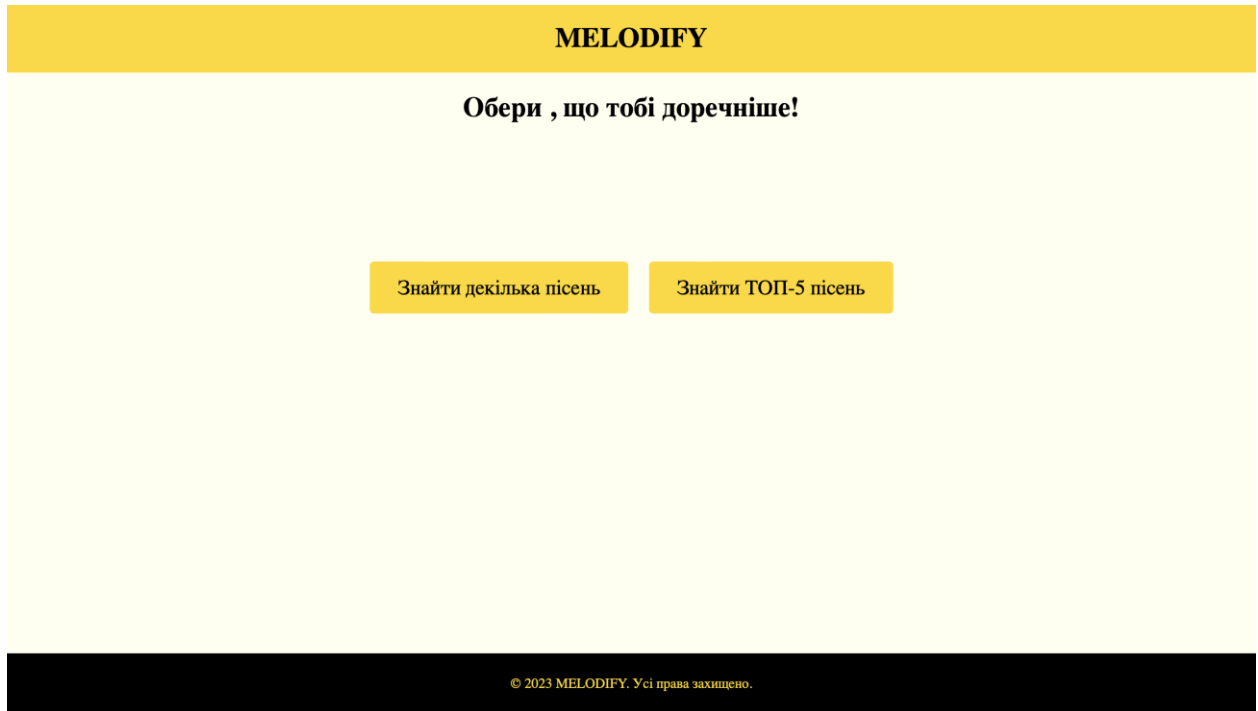 MELODIFY
Обери , що тобі доречніше!
Знайти декілька пісень
Знайти ТОП-5 пісень
© 2023 MELODIFY. Усі права захищено.